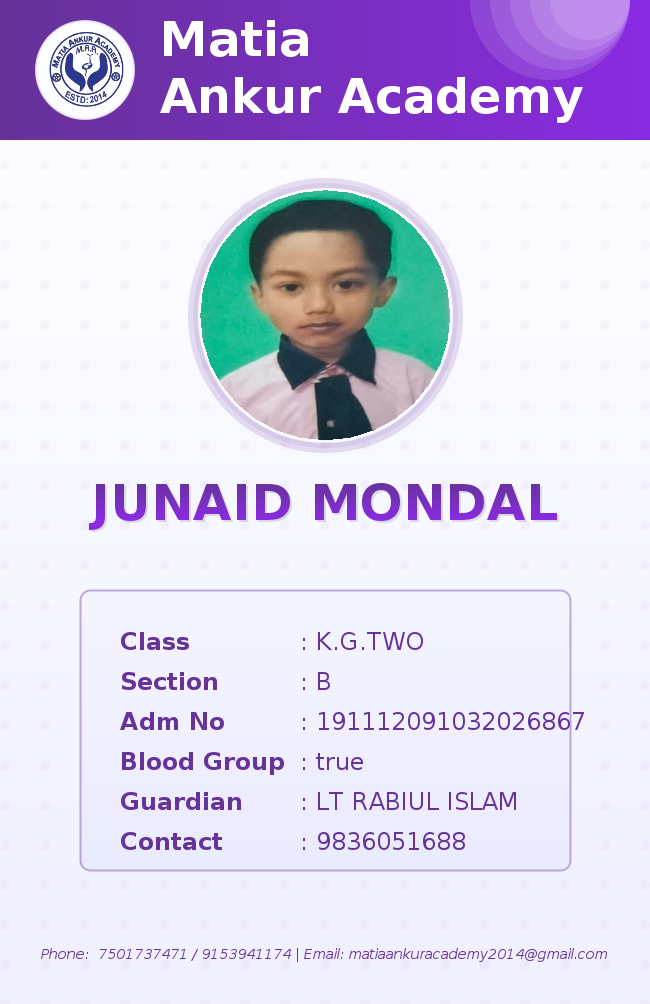 Matia
Ankur Academy
MATIA ANKUR ACADEMY
M.A.A
ESTD: 2014
JUNAID MONDAL
Class : K.G.TWO
Section : B
Adm No : 191112091032026867
Blood Group : true
Guardian : LT RABIUL ISLAM
Contact : 9836051688
Phone: 7501737471 / 9153941174 | Email: matiaankuracademy2014@gmail.com